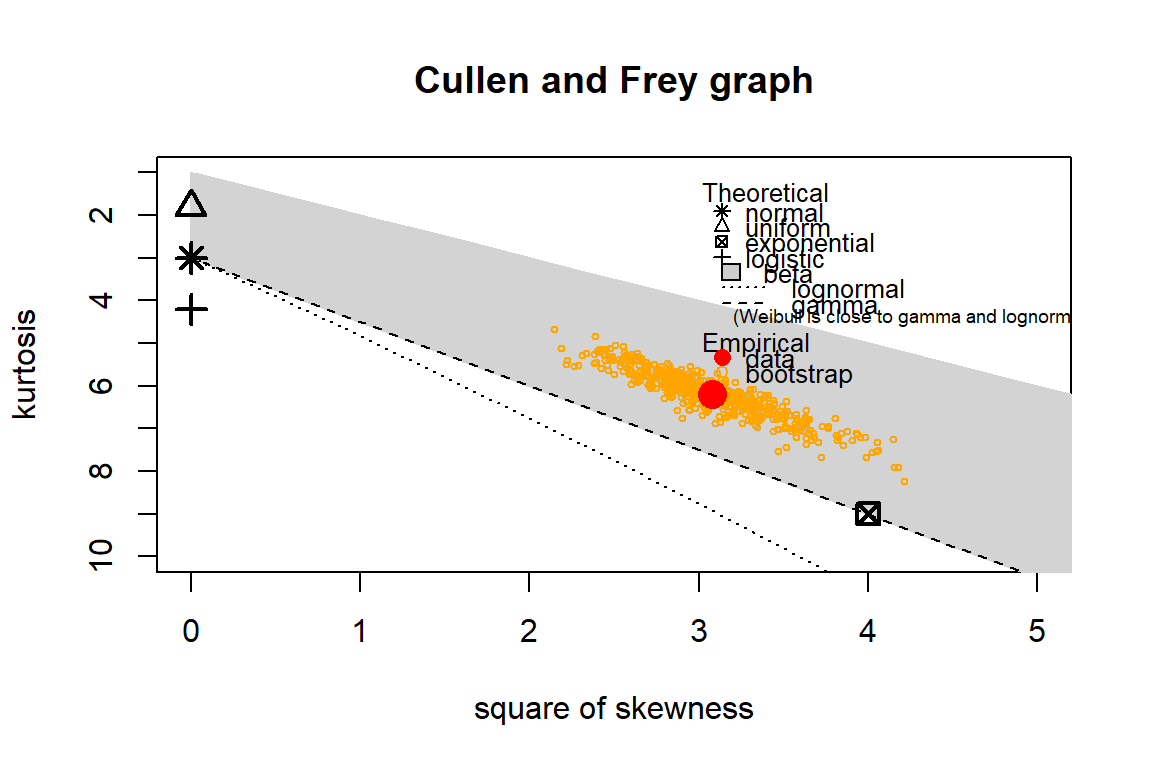 Cullen and Frey graph
Theoretical
normal
uniform
exponential
logistic
beta
lognormal
gamma
(Weibull is close to gamma and lognorm
Empirical
data
bootstrap
kurtosis
2
4
6
8
10
0 1 2 3 4 5
square of skewness